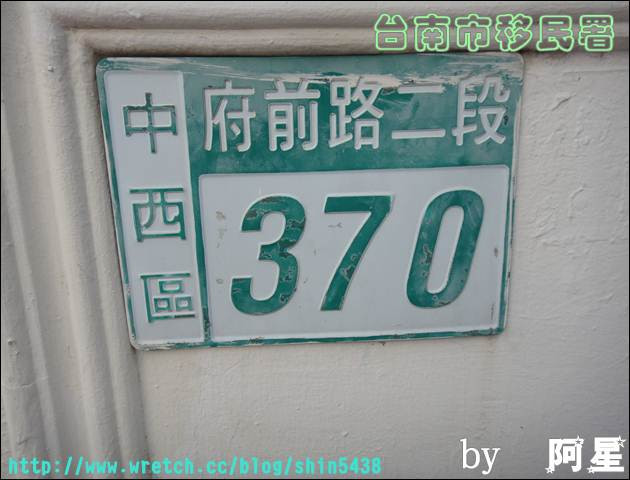 台南市移民署
中西區
府前路二段
370
by 阿星
http://www.wretch.cc/blog/shin5438